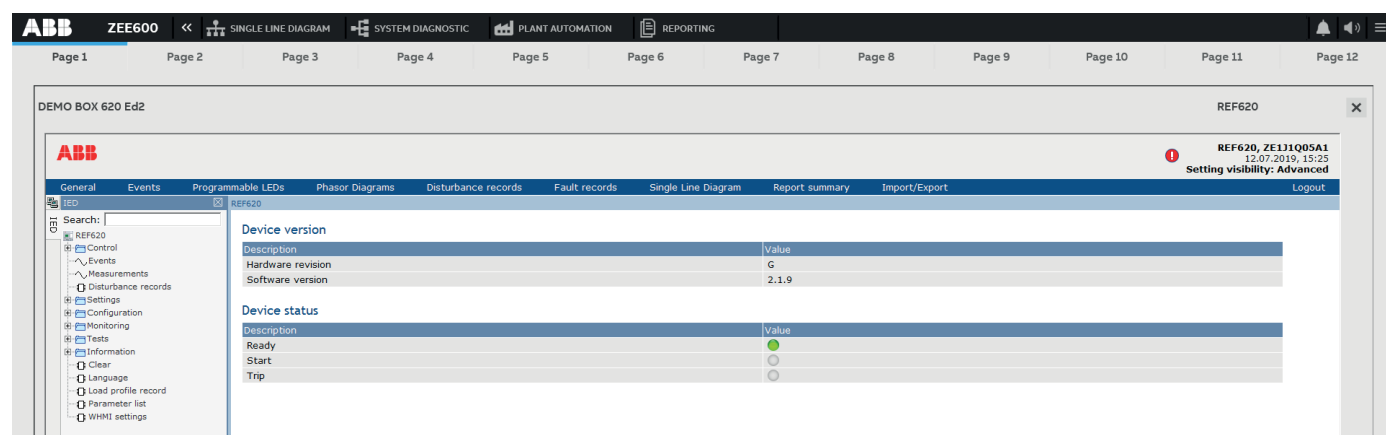 ABB ZEE600 « SINGLE LINE DIAGRAM SYSTEM DIAGNOSTIC PLANT AUTOMATION REPORTING
Page 1 Page 2 Page 3 Page 4 Page 5 Page 6 Page 7 Page 8 Page 9 Page 10 Page 11 Page 12
DEMO BOX 620 Ed2 REF620
ABB
REF620, ZE1J1Q05A1
12.07.2019, 15:25
Setting visibility: Advanced
General Events Programmable LEDs Phasor Diagrams Disturbance records Fault records Single Line Diagram Report summary Import/Export Logout
IED
IED
Search:
REF620
Control
Events
Measurements
Disturbance records
Settings
Configuration
Monitoring
Tests
Information
Clear
Language
Load profile record
Parameter list
WHMI settings
REF620
Device version
Description Value
Hardware revision G
Software version 2.1.9
Device status
Description Value
Ready
Start
Trip